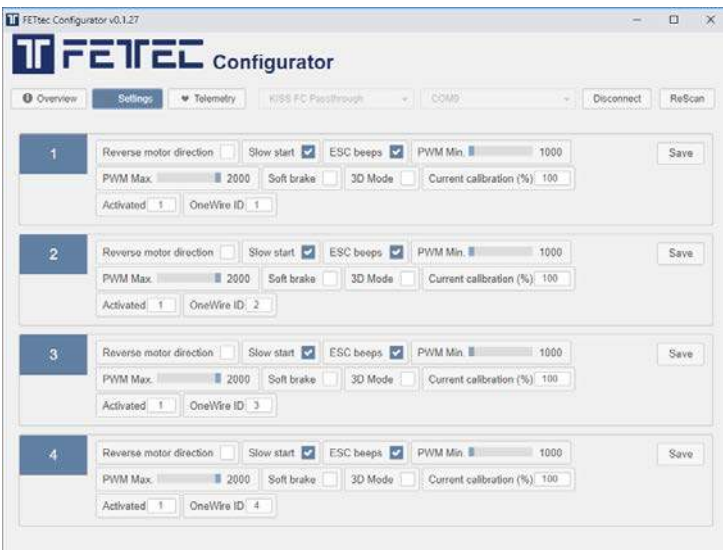 FETtec Configurator v0.1.27
FETTEC Configurator
Overview Settings Telemetry KISS FC Passthrough COM9 Disconnect ReScan
1 Reverse motor direction Slow start ESC beeps PWM Min. 1000 Save
PWM Max. 2000 Soft brake 3D Mode Current calibration (%) 100
Activated 1 OneWire ID 1
2 Reverse motor direction Slow start ESC beeps PWM Min. 1000 Save
PWM Max. 2000 Soft brake 3D Mode Current calibration (%) 100
Activated 1 OneWire ID 2
3 Reverse motor direction Slow start ESC beeps PWM Min. 1000 Save
PWM Max. 2000 Soft brake 3D Mode Current calibration (%) 100
Activated 1 OneWire ID 3
4 Reverse motor direction Slow start ESC beeps PWM Min. 1000 Save
PWM Max. 2000 Soft brake 3D Mode Current calibration (%) 100
Activated 1 OneWire ID 4